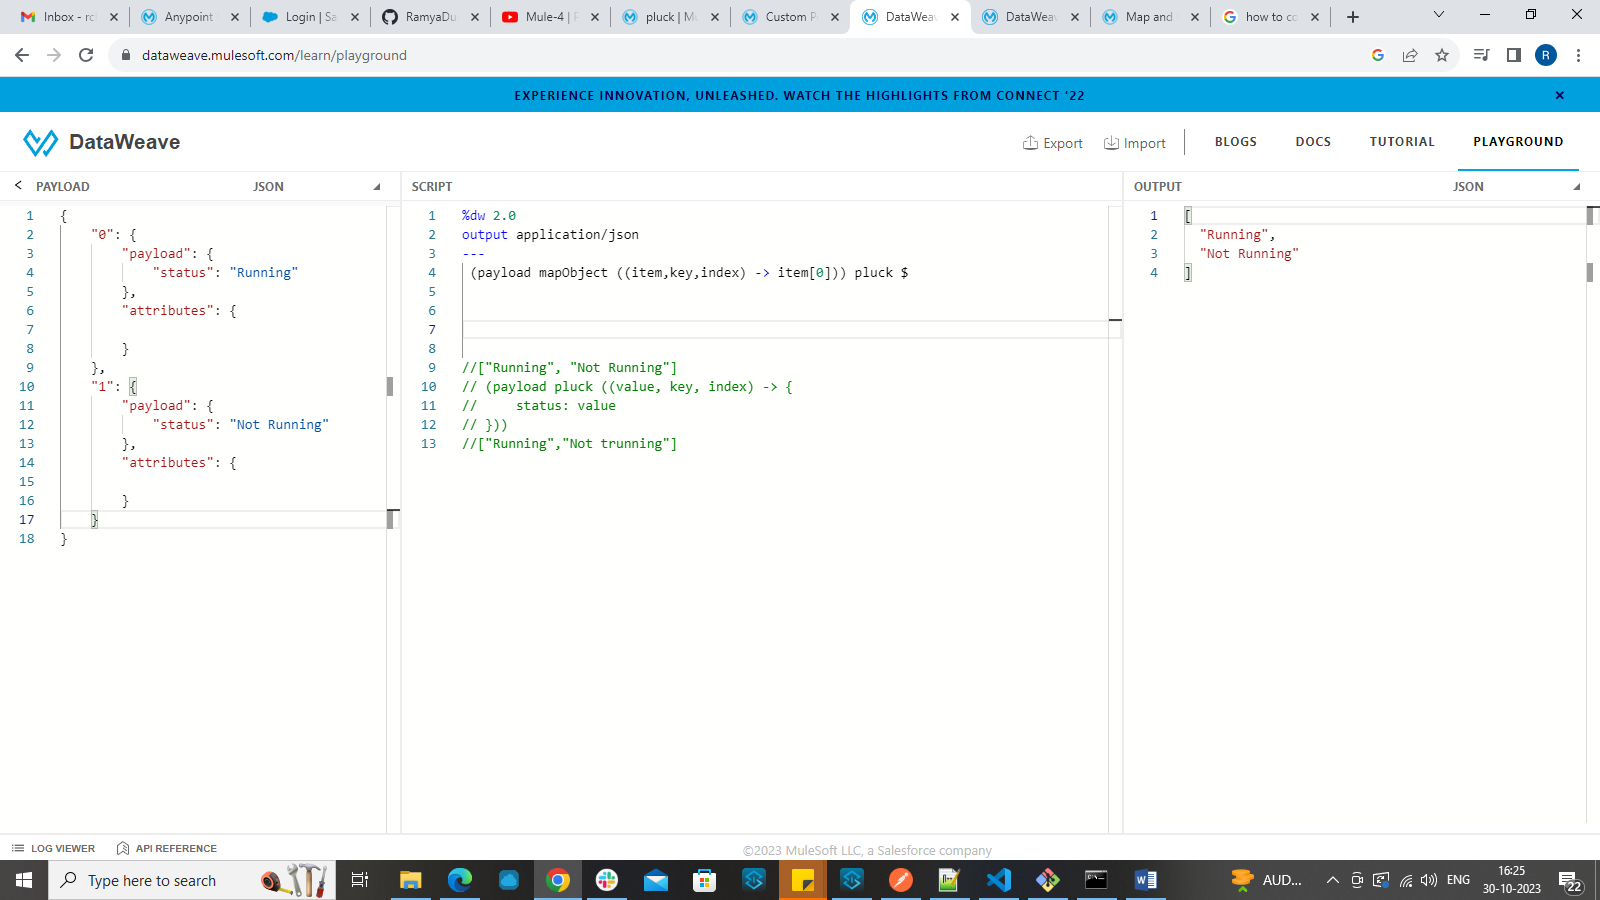 Inbox - rc
Anypoint
Login | Sa
RamyaDu
Mule-4 | F
pluck | Mu
Custom P
DataWeav
DataWeav
Map and
how to co
dataweave.mulesoft.com/learn/playground
R
EXPERIENCE INNOVATION, UNLEASHED. WATCH THE HIGHLIGHTS FROM CONNECT '22
DataWeave
Export
Import
BLOGS
DOCS
TUTORIAL
PLAYGROUND
PAYLOAD
JSON
1 {
2 "0": {
3 "payload": {
4 "status": "Running"
5 },
6 "attributes": {
7
8 }
9 },
10 "1": {
11 "payload": {
12 "status": "Not Running"
13 },
14 "attributes": {
15
16 }
17 }
18 }
SCRIPT
1 %dw 2.0
2 output application/json
3 ---
4 (payload mapObject ((item,key,index) -> item[0])) pluck $
5
6
7
8
9 //["Running", "Not Running"]
10 // (payload pluck ((value, key, index) -> {
11 // status: value
12 // }))
13 //["Running","Not trunning"]
OUTPUT
JSON
1 [
2 "Running",
3 "Not Running"
4 ]
LOG VIEWER
API REFERENCE
©2023 MuleSoft LLC, a Salesforce company
Type here to search
AUD...
ENG
16:25
30-10-2023
22